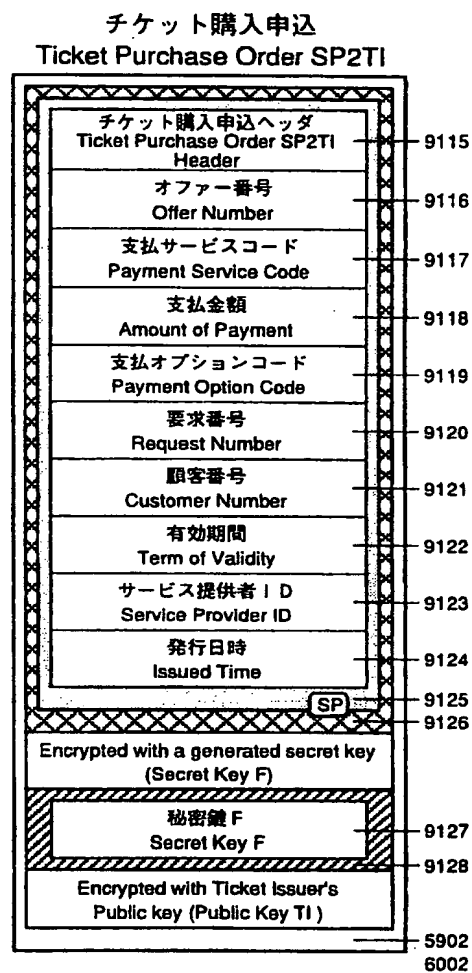 チケット購入申込
Ticket Purchase Order SP2TI
チケット購入申込ヘッダ
Ticket Purchase Order SP2TI
Header
9115
オファー番号
Offer Number
9116
支払サービスコード
Payment Service Code
9117
支払金額
Amount of Payment
9118
支払オプションコード
Payment Option Code
9119
要求番号
Request Number
9120
顧客番号
Customer Number
9121
有効期間
Term of Validity
9122
サービス提供者ID
Service Provider ID
9123
発行日時
Issued Time
9124
9125
SP
9126
Encrypted with a generated secret key
(Secret Key F)
秘密鍵F
Secret Key F
9127
9128
Encrypted with Ticket Issuer's
Public key (Public Key TI )
5902
6002